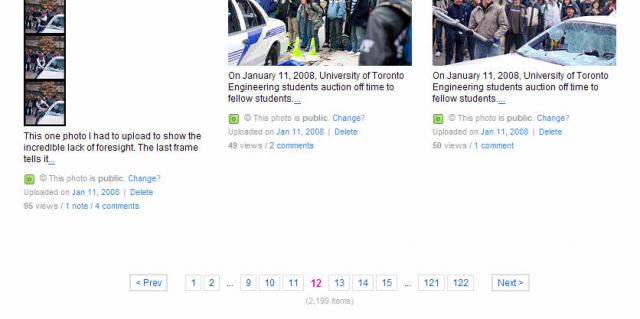 This one photo I had to upload to show the
incredible lack of foresight. The last frame
tells it...
© This photo is public. Change?
Uploaded on Jan 11, 2008 | Delete
95 views / 1 note / 4 comments
On January 11, 2008, University of Toronto
Engineering students auction off time to
fellow students....
© This photo is public. Change?
Uploaded on Jan 11, 2008 | Delete
49 views / 2 comments
On January 11, 2008, University of Toronto
Engineering students auction off time to
fellow students....
© This photo is public. Change?
Uploaded on Jan 11, 2008 | Delete
50 views / 1 comment
< Prev 1 2 ... 9 10 11 12 13 14 15 ... 121 122 Next >
(2,199 items)